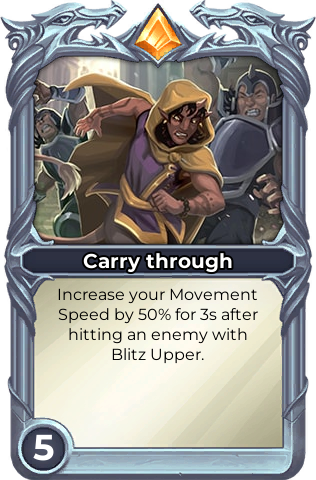 Carry through
Increase your Movement
Speed by 50% for 3s after
hitting an enemy with
Blitz Upper.
5